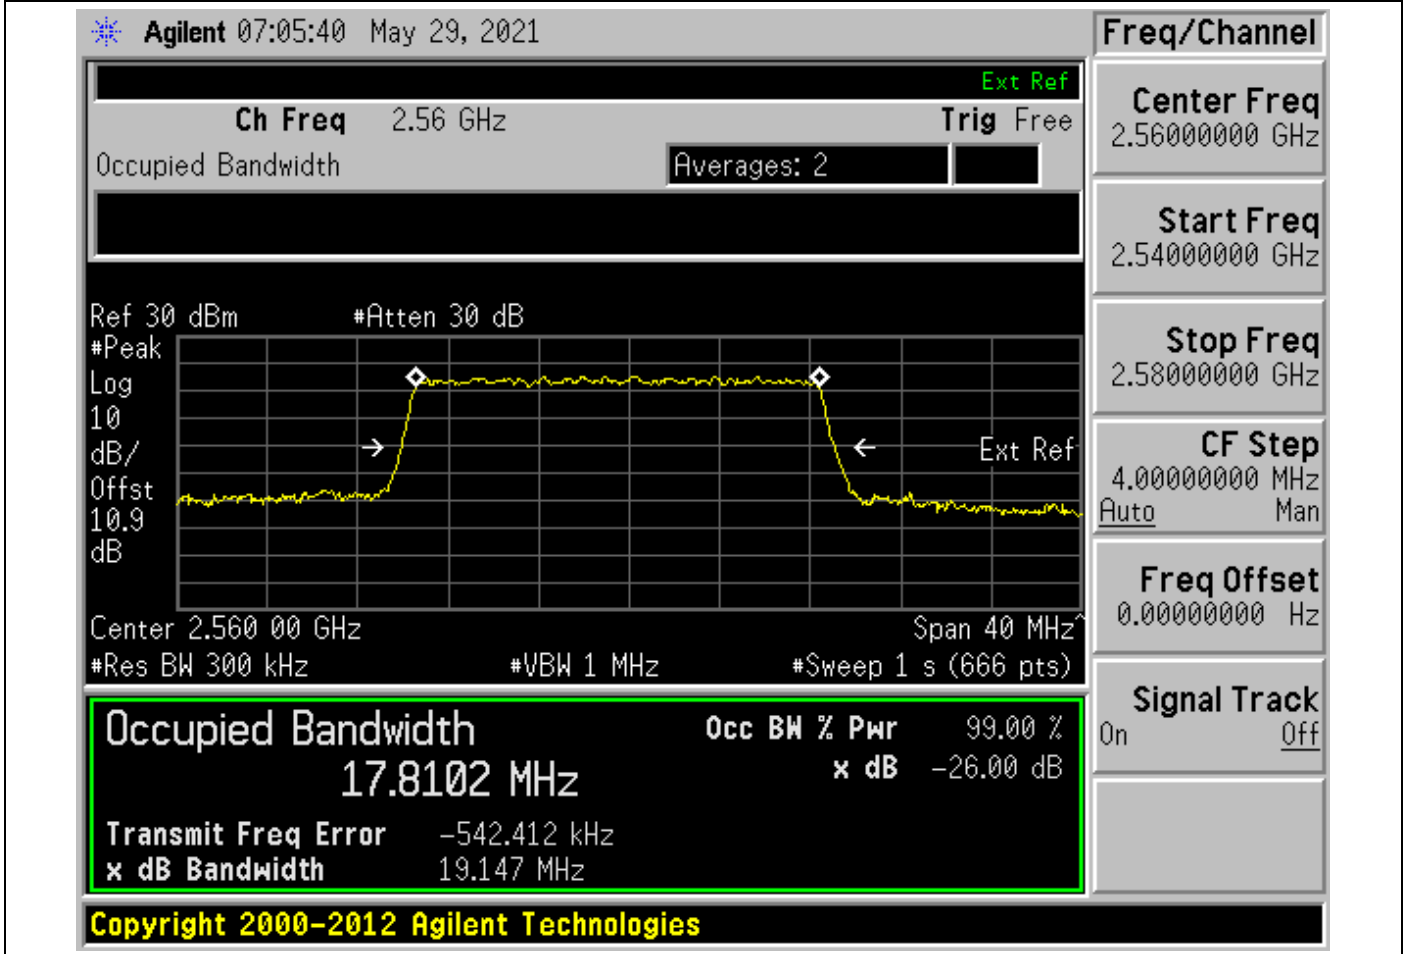 Agilent 07:05:40 May 29, 2021
Freq/Channel
Ext Ref
Ch Freq 2.56 GHz Trig Free
Occupied Bandwidth Averages: 2
Ref 30 dBm #Atten 30 dB
#Peak
Log
10
dB/
Offst
10.9
dB
Ext Ref
Center 2.560 00 GHz Span 40 MHz^
#Res BW 300 kHz #VBW 1 MHz #Sweep 1 s (666 pts)
Occupied Bandwidth
17.8102 MHz
Occ BW % Pwr 99.00 %
x dB -26.00 dB
Transmit Freq Error -542.412 kHz
x dB Bandwidth 19.147 MHz
Copyright 2000-2012 Agilent Technologies
Center Freq
2.56000000 GHz
Start Freq
2.54000000 GHz
Stop Freq
2.58000000 GHz
CF Step
4.00000000 MHz
Auto Man
Freq Offset
0.00000000 Hz
Signal Track
On Off